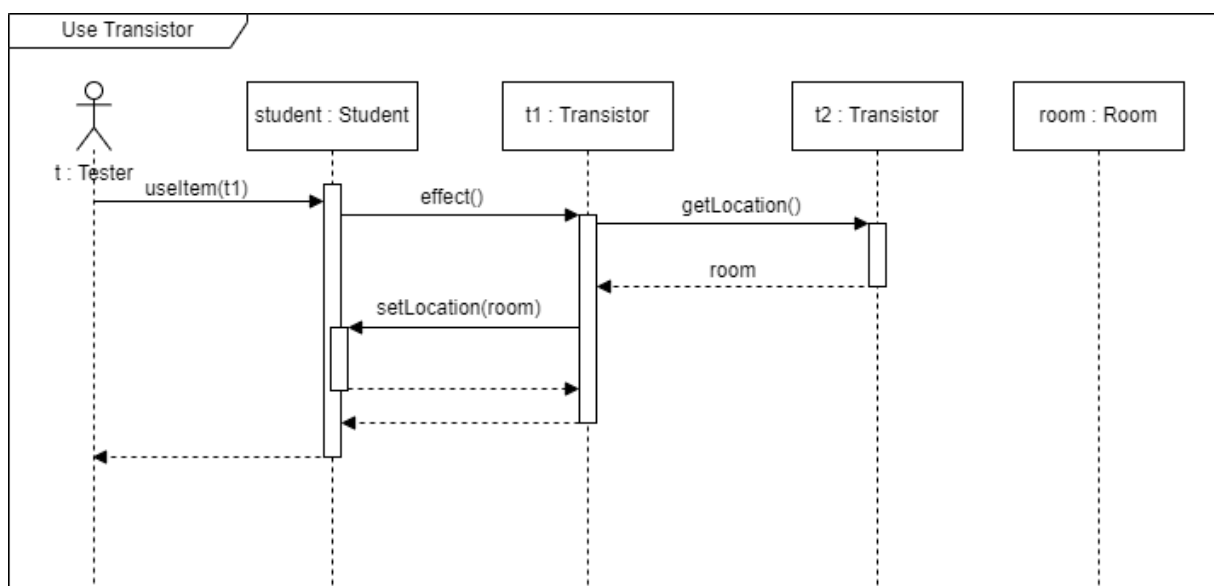 Use Transistor
student : Student
t1 : Transistor
t2 : Transistor
room : Room
t : Tester
useItem(t1)
effect()
getLocation()
room
setLocation(room)